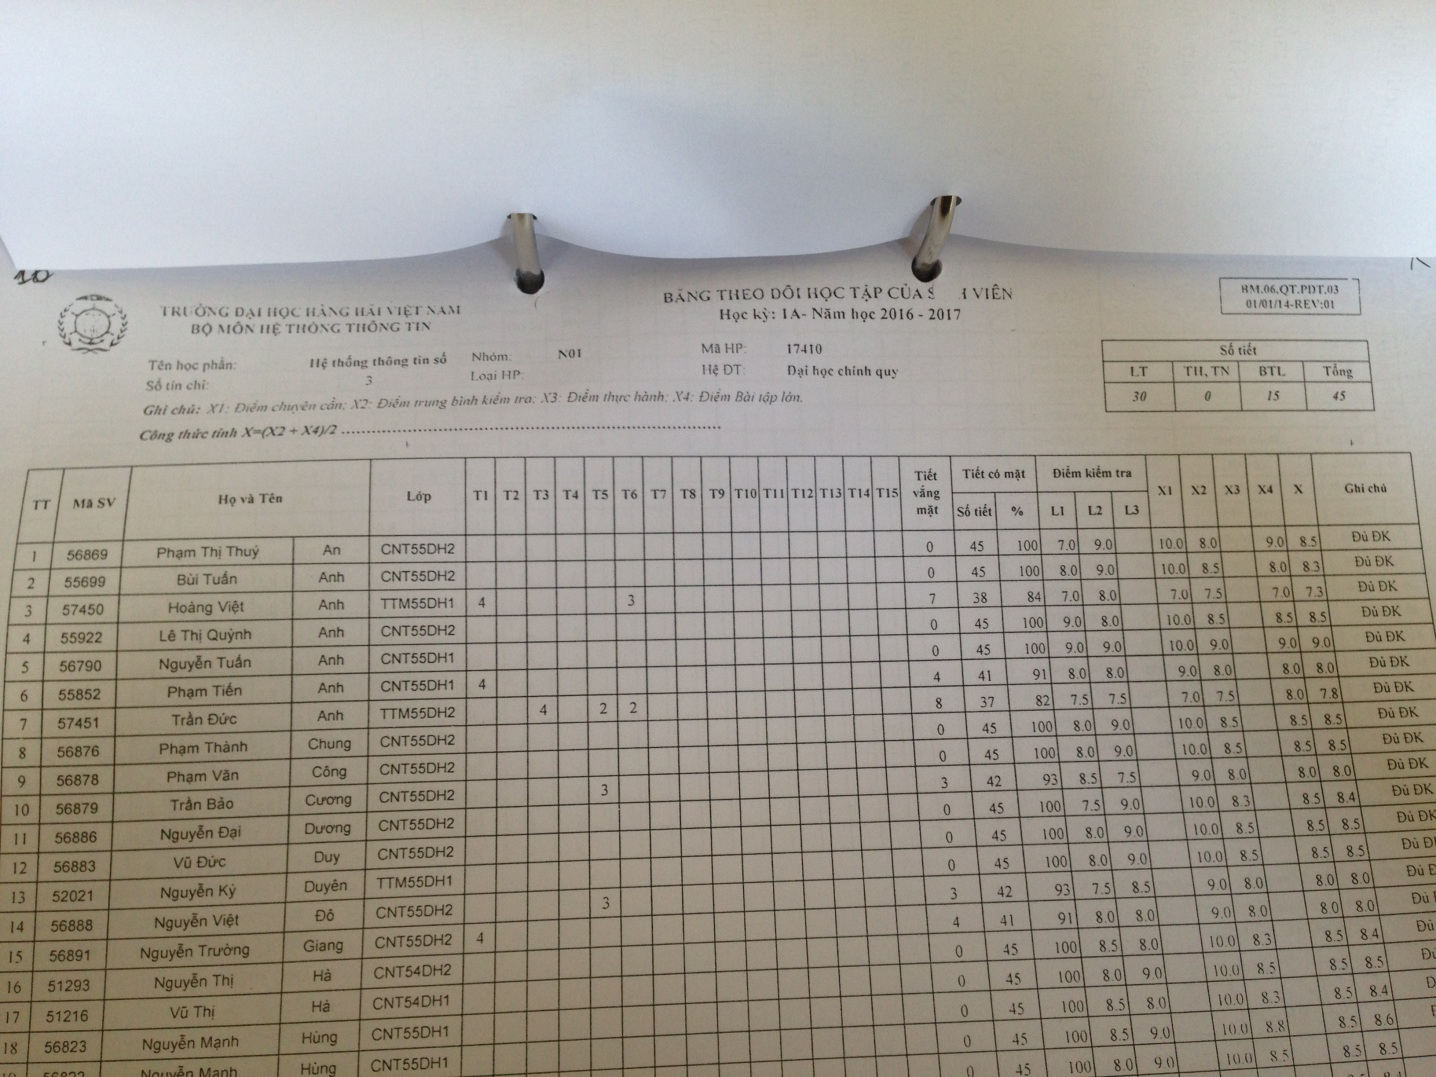 10
TRƯỜNG ĐẠI HỌC HÀNG HẢI VIỆT NAM
BỘ MÔN HỆ THỐNG THÔNG TIN
BẢNG THEO DÕI HỌC TẬP CỦA S H VIÊN
Học kỳ: 1A- Năm học 2016 - 2017
BM.06.QT.PDT.03
01/01/14-REV:01
Tên học phần: Hệ thống thông tin số Nhóm: N01 Mã HP: 17410
Số tín chỉ: 3 Loại HP: Hệ ĐT: Đại học chính quy
Số tiết
LT TH, TN BTL Tổng
30 0 15 45
Ghi chú: X1: Điểm chuyên cần; X2: Điểm trung bình kiểm tra; X3: Điểm thực hành; X4: Điểm Bài tập lớn.
Công thức tính X=(X2 + X4)/2
TT Mã SV Họ và Tên Lớp T1 T2 T3 T4 T5 T6 T7 T8 T9 T10 T11 T12 T13 T14 T15 Tiết vắng mặt Tiết có mặt Điểm kiểm tra X1 X2 X3 X4 X Ghi chú
Số tiết % L1 L2 L3
1 56869 Phạm Thị Thuý An CNT55DH2 0 45 100 7.0 9.0 10.0 8.0 9.0 8.5 Đủ ĐK
2 55699 Bùi Tuấn Anh CNT55DH2 0 45 100 8.0 9.0 10.0 8.5 8.0 8.3 Đủ ĐK
3 57450 Hoàng Việt Anh TTM55DH1 4 3 7 38 84 7.0 8.0 7.0 7.5 7.0 7.3 Đủ ĐK
4 55922 Lê Thị Quỳnh Anh CNT55DH2 0 45 100 9.0 8.0 10.0 8.5 8.5 8.5 Đủ ĐK
5 56790 Nguyễn Tuấn Anh CNT55DH1 0 45 100 9.0 9.0 10.0 9.0 9.0 9.0 Đủ ĐK
6 55852 Phạm Tiến Anh CNT55DH1 4 4 41 91 8.0 8.0 9.0 8.0 8.0 8.0 Đủ ĐK
7 57451 Trần Đức Anh TTM55DH2 4 2 2 8 37 82 7.5 7.5 7.0 7.5 8.0 7.8 Đủ ĐK
8 56876 Phạm Thành Chung CNT55DH2 0 45 100 8.0 9.0 10.0 8.5 8.5 8.5 Đủ ĐK
9 56878 Phạm Văn Công CNT55DH2 0 45 100 8.0 9.0 10.0 8.5 8.5 8.5 Đủ ĐK
10 56879 Trần Bảo Cương CNT55DH2 3 3 42 93 8.5 7.5 9.0 8.0 8.0 8.0 Đủ ĐK
11 56886 Nguyễn Đại Dương CNT55DH2 0 45 100 7.5 9.0 10.0 8.3 8.5 8.4 Đủ ĐK
12 56883 Vũ Đức Duy CNT55DH2 0 45 100 8.0 9.0 10.0 8.5 8.5 8.5 Đủ ĐK
13 52021 Nguyễn Kỳ Duyên TTM55DH1 0 45 100 8.0 9.0 10.0 8.5 8.5 8.5 Đủ
14 56888 Nguyễn Việt Đô CNT55DH2 3 3 42 93 7.5 8.5 9.0 8.0 8.0 8.0 Đủ
15 56891 Nguyễn Trường Giang CNT55DH2 4 4 41 91 8.0 8.0 9.0 8.0 8.0 8.0 Đủ
16 51293 Nguyễn Thị Hà CNT54DH2 0 45 100 8.5 8.0 10.0 8.3 8.5 8.4 Đủ
17 51216 Vũ Thị Hà CNT54DH1 0 45 100 8.0 9.0 10.0 8.5 8.5 8.5
18 56823 Nguyễn Mạnh Hùng CNT55DH1 0 45 100 8.5 8.0 10.0 8.3 8.5 8.4
Nguyễn Mạnh Hùng CNT55DH1 0 45 100 8.5 9.0 10.0 8.8 8.5 8.6
0 45 100 8.0 9.0 10.0 8.5 8.5 8.5